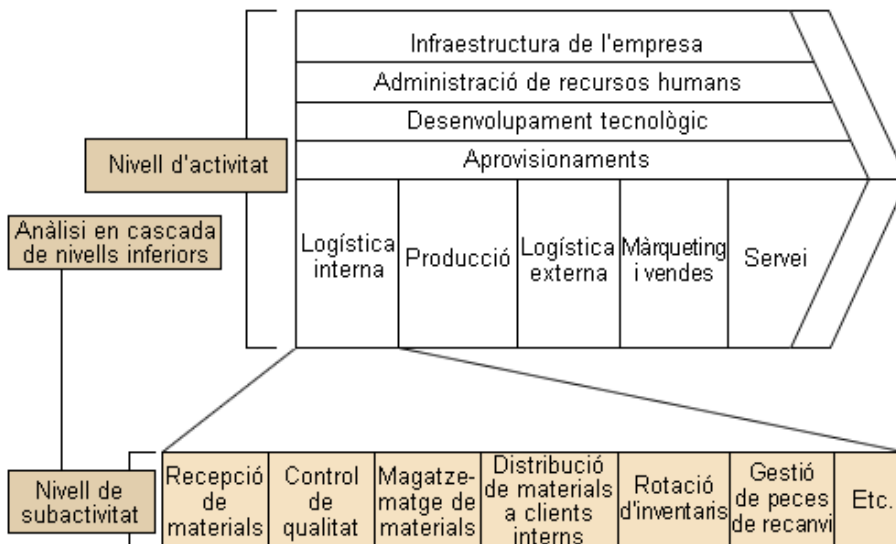 Infraestructura de l'empresa
Administració de recursos humans
Desenvolupament tecnològic
Aprovisionaments
Nivell d'activitat
Logística
interna
Producció
Logística
externa
Màrqueting
i vendes
Servei
Anàlisi en cascada
de nivells inferiors
Nivell de
subactivitat
Recepció
de
materials
Control
de
qualitat
Magatze-
matge de
materials
Distribució
de materials
a clients
interns
Rotació
d'inventaris
Gestió
de peces
de recanvi
Etc.